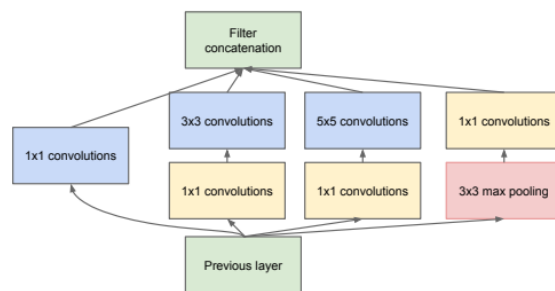 Filter
concatenation
3x3 convolutions
5x5 convolutions
1x1 convolutions
1x1 convolutions
1x1 convolutions
1x1 convolutions
3x3 max pooling
Previous layer